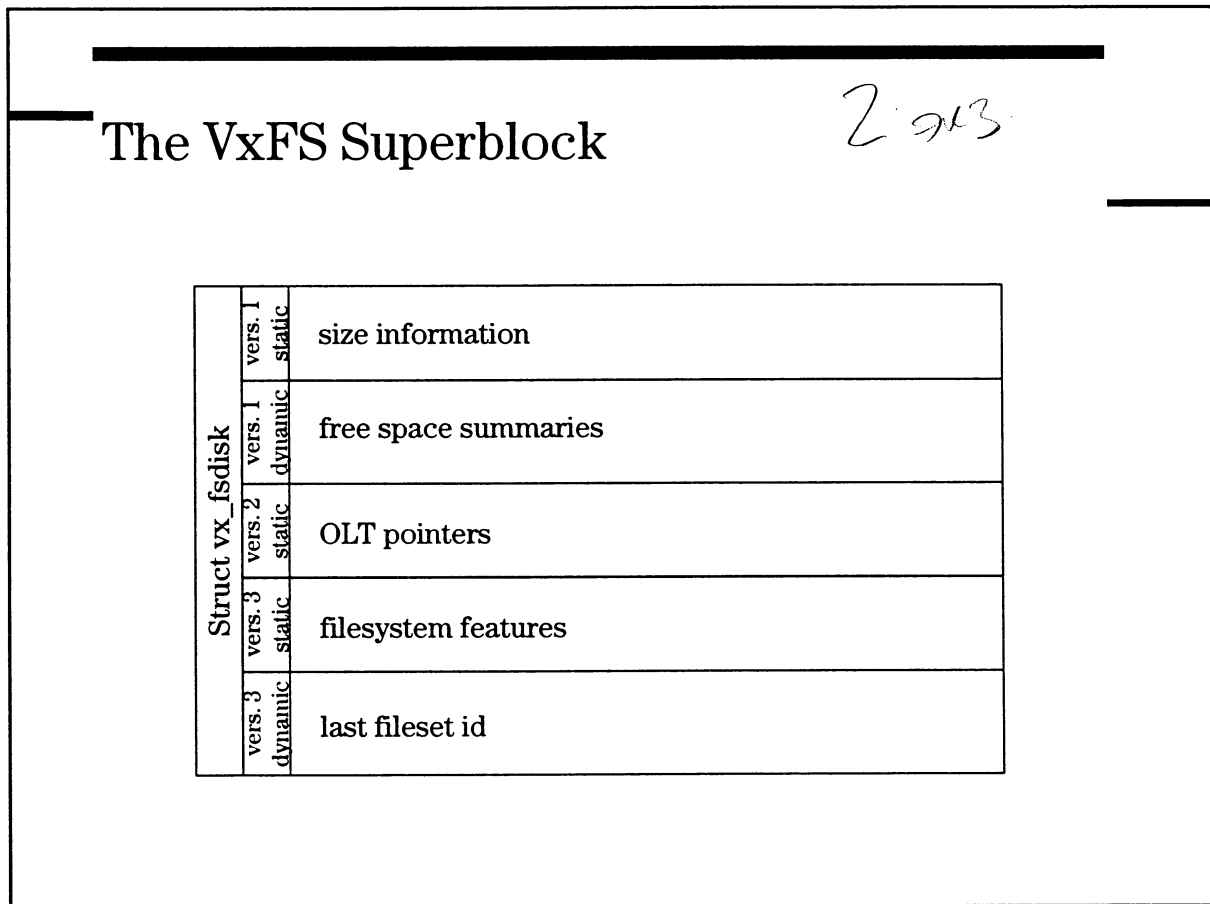 The VxFS Superblock
Struct vx_fsdisk
vers. 1
static
size information
vers. 1
dynamic
free space summaries
vers. 2
static
OLT pointers
vers. 3
static
filesystem features
vers. 3
dynamic
last fileset id